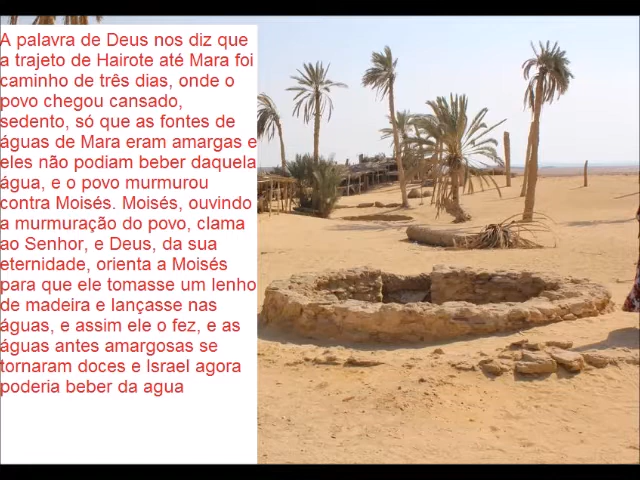 A palavra de Deus nos diz que
a trajeto de Hairote até Mara foi
caminho de três dias, onde o
povo chegou cansado,
sedento, só que as fontes de
águas de Mara eram amargas e
eles não podiam beber daquela
água, e o povo murmurou
contra Moisés. Moisés, ouvindo
a murmuração do povo, clama
ao Senhor, e Deus, da sua
eternidade, orienta a Moisés
para que ele tomasse um lenho
de madeira e lançasse nas
águas, e assim ele o fez, e as
águas antes amargosas se
tornaram doces e Israel agora
poderia beber da agua